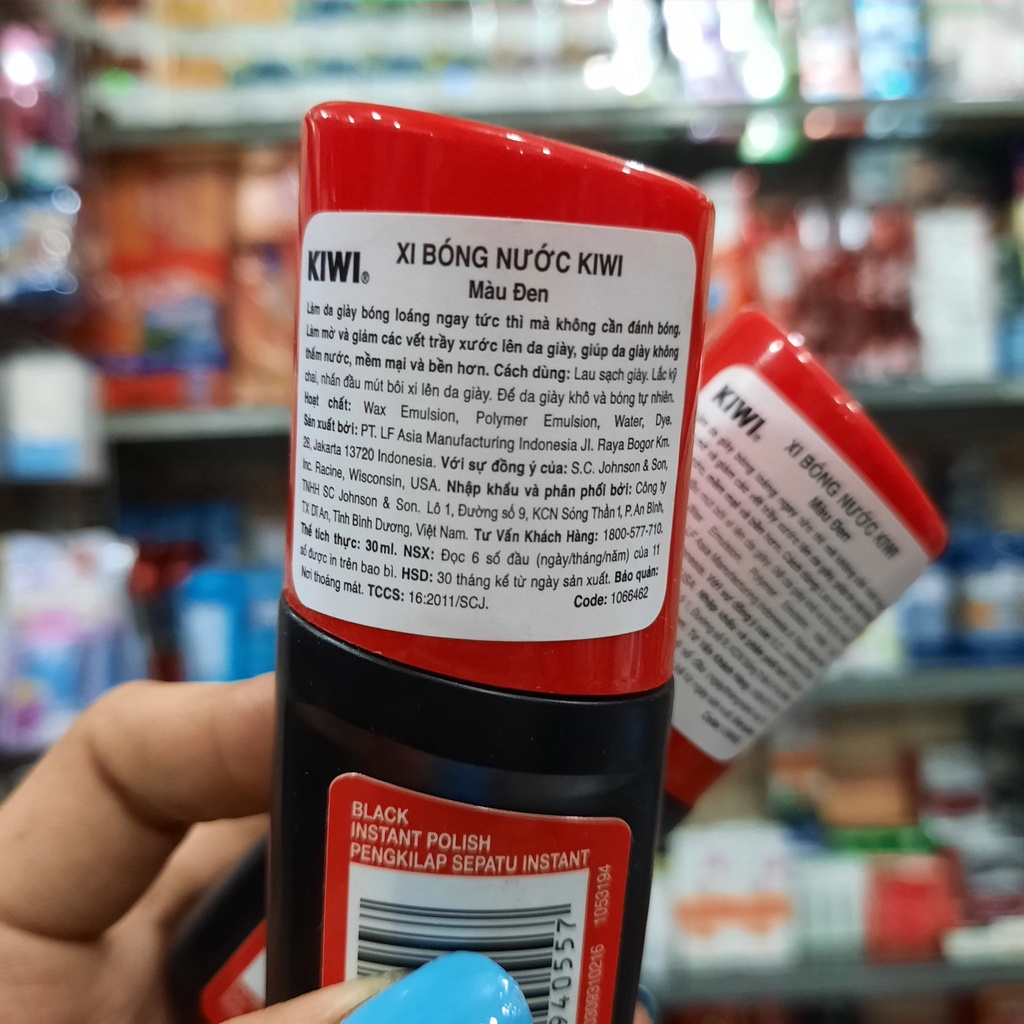 KIWI®
XI BÓNG NƯỚC KIWI
Màu Đen
Làm da giày bóng loáng ngay tức thì mà không cần đánh bóng.
Làm mờ và giảm các vết trầy xước lên da giày, giúp da giày không
thấm nước, mềm mại và bền hơn. Cách dùng: Lau sạch giày. Lắc kỹ
chai, nhấn đầu mút bôi xi lên da giày. Để da giày khô và bóng tự nhiên.
Hoạt chất: Wax Emulsion, Polymer Emulsion, Water, Dye.
Sản xuất bởi: PT. LF Asia Manufacturing Indonesia Jl. Raya Bogor Km.
28, Jakarta 13720 Indonesia. Với sự đồng ý của: S.C. Johnson & Son,
Inc. Racine, Wisconsin, USA. Nhập khẩu và phân phối bởi: Công ty
TNHH SC Johnson & Son. Lô 1, Đường số 9, KCN Sóng Thần 1, P. An Bình,
TX Dĩ An, Tỉnh Bình Dương, Việt Nam. Tư Vấn Khách Hàng: 1800-577-710.
Thể tích thực: 30ml. NSX: Đọc 6 số đầu (ngày/tháng/năm) của 11
số được in trên bao bì. HSD: 30 tháng kể từ ngày sản xuất. Bảo quản:
Nơi thoáng mát. TCCS: 16:2011/SCJ. Code: 1066462
BLACK
INSTANT POLISH
PENGKILAP SEPATU INSTANT
1053194
940557
KIWI®
XI BÓNG NƯỚC KIWI
Màu Đen